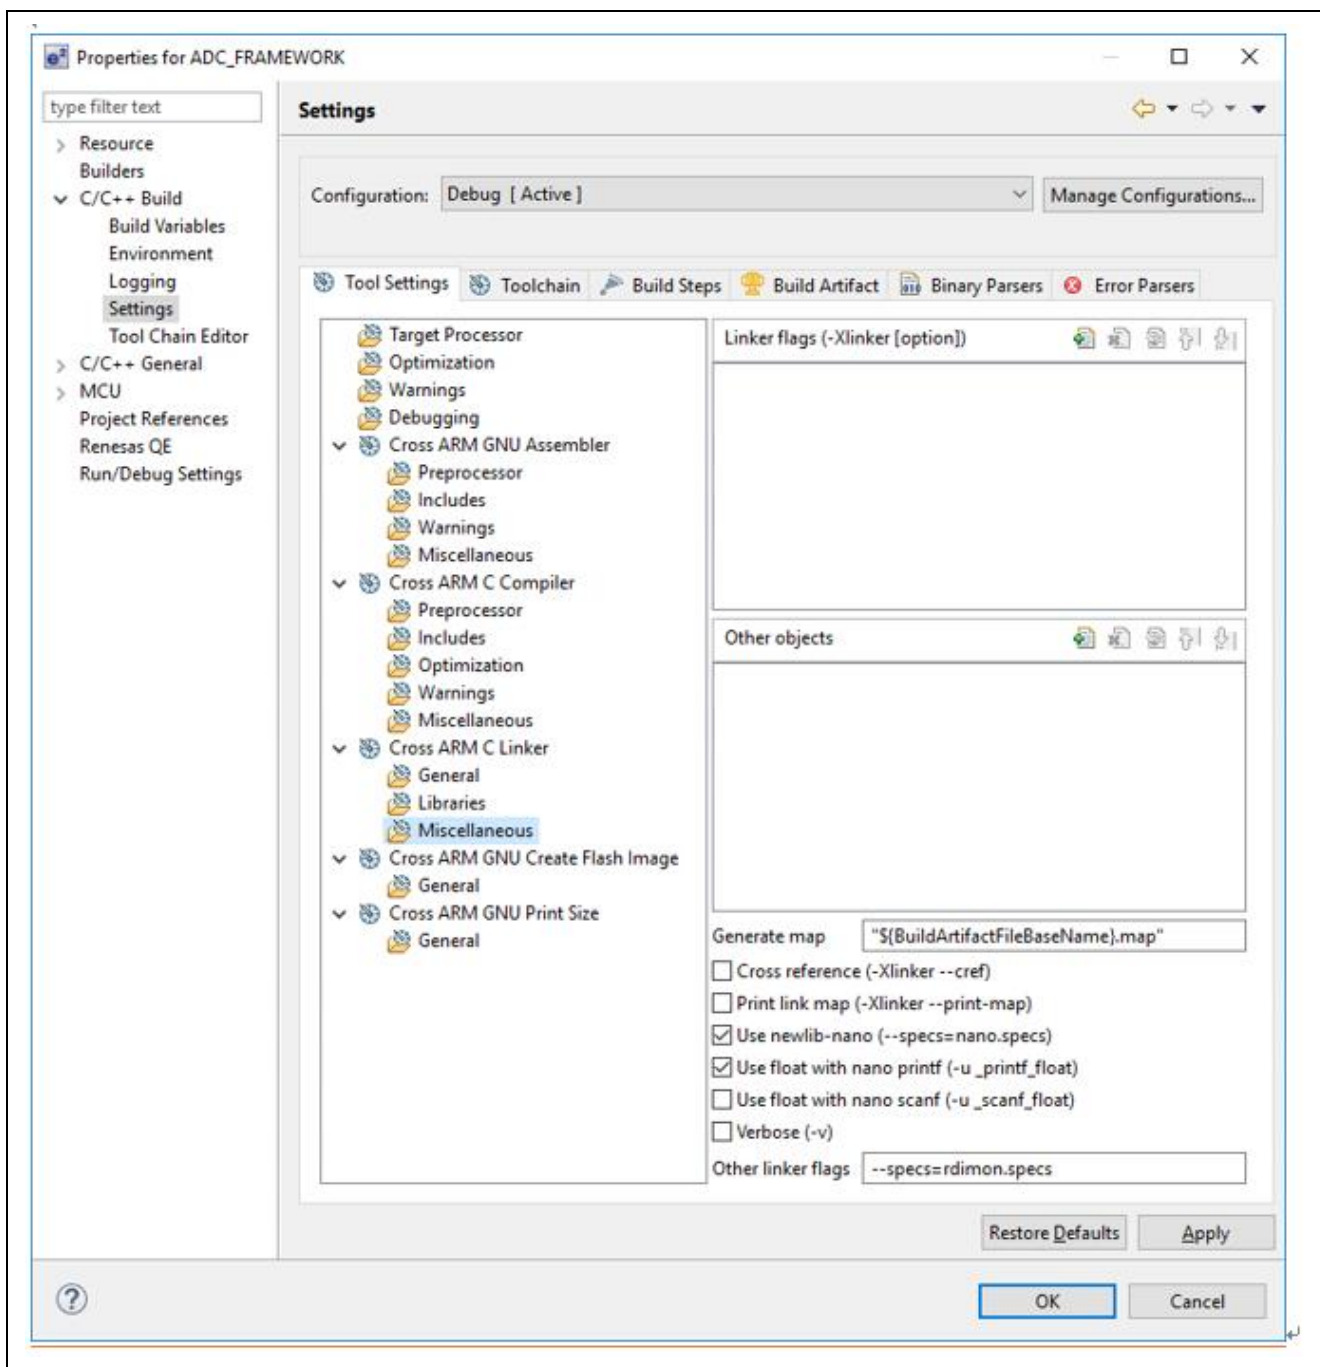 Properties for ADC_FRAMEWORK
type filter text
Resource
Builders
C/C++ Build
Build Variables
Environment
Logging
Settings
Tool Chain Editor
C/C++ General
MCU
Project References
Renesas QE
Run/Debug Settings
Settings
Configuration: Debug [ Active ] Manage Configurations...
Tool Settings Toolchain Build Steps Build Artifact Binary Parsers Error Parsers
Target Processor
Optimization
Warnings
Debugging
Cross ARM GNU Assembler
Preprocessor
Includes
Warnings
Miscellaneous
Cross ARM C Compiler
Preprocessor
Includes
Optimization
Warnings
Miscellaneous
Cross ARM C Linker
General
Libraries
Miscellaneous
Cross ARM GNU Create Flash Image
General
Cross ARM GNU Print Size
General
Linker flags (-Xlinker [option])
Other objects
Generate map "${BuildArtifactFileBaseName}.map"
Cross reference (-Xlinker --cref)
Print link map (-Xlinker --print-map)
Use newlib-nano (--specs=nano.specs)
Use float with nano printf (-u _printf_float)
Use float with nano scanf (-u _scanf_float)
Verbose (-v)
Other linker flags --specs=rdimon.specs
Restore Defaults Apply
OK Cancel